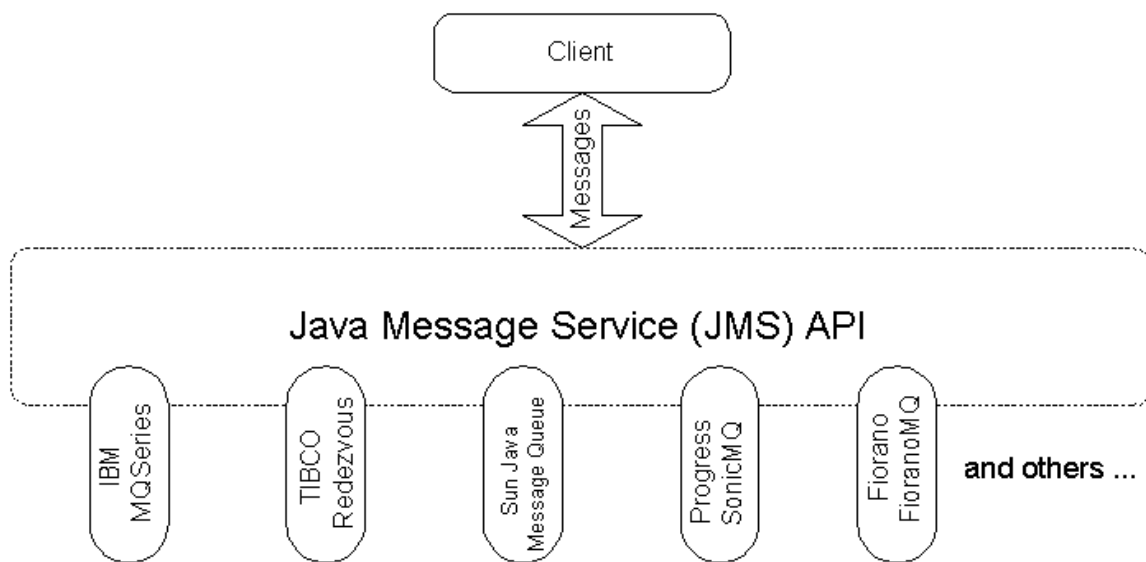 Client
Messages
Java Message Service (JMS) API
IBM
MQSeries
TIBCO
Redezvous
Sun Java
Message Queue
Progress
SonicMQ
Fiorano
FioranoMQ
and others ...